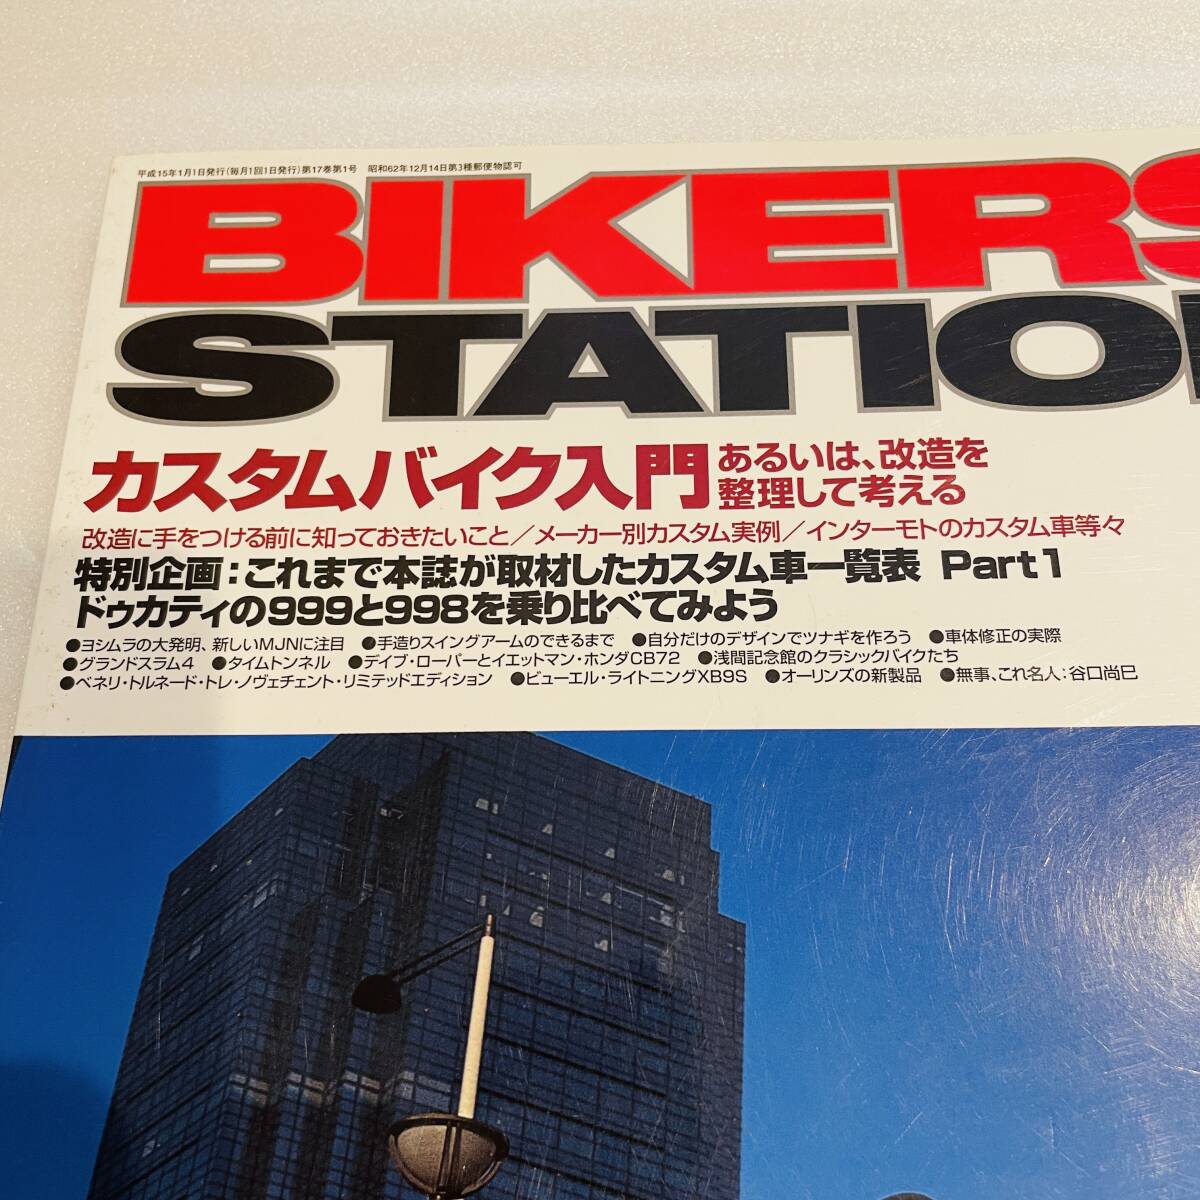 平成15年1月1日発行(毎月1回1日発行)第17巻第1号 昭和62年12月14日第3種郵便物認可
BIKERS
STATION
カスタムバイク入門 あるいは、改造を
整理して考える
改造に手をつける前に知っておきたいこと／メーカー別カスタム実例／インターモトのカスタム車等々
特別企画：これまで本誌が取材したカスタム車一覧表 Part1
ドゥカティの999と998を乗り比べてみよう
●ヨシムラの大発明、新しいMJNに注目 ●手造りスイングアームのできるまで ●自分だけのデザインでツナギを作ろう ●車体修正の実際
●グランドスラム4 ●タイムトンネル ●デイブ・ローパーとイエットマン・ホンダCB72 ●浅間記念館のクラシックバイクたち
●ベネリ・トルネード・トレ・ノヴェチェント・リミテッドエディション ●ビューエル・ライトニングXB9S ●オーリンズの新製品 ●無事、これ名人：谷口尚巳